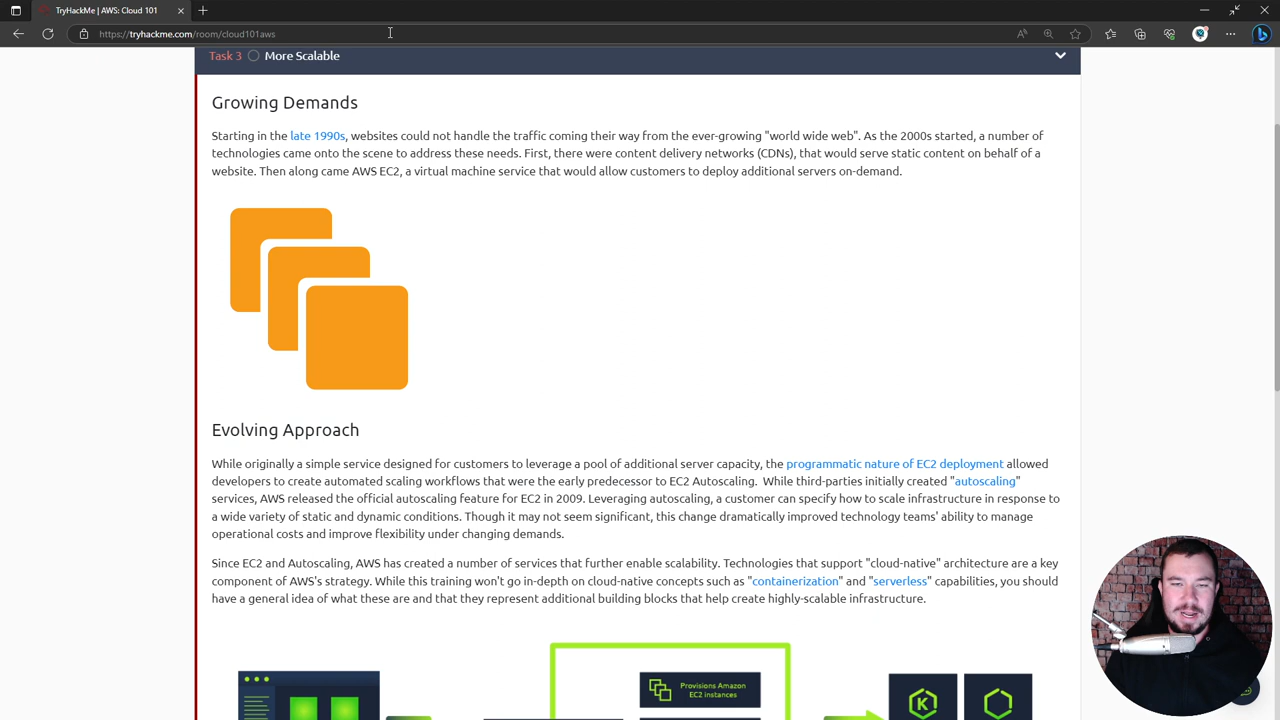 TryHackMe | AWS: Cloud 101
https://tryhackme.com/room/cloud101aws
Task 3 More Scalable
Growing Demands
Starting in the late 1990s, websites could not handle the traffic coming their way from the ever-growing "world wide web". As the 2000s started, a number of
technologies came onto the scene to address these needs. First, there were content delivery networks (CDNs), that would serve static content on behalf of a
website. Then along came AWS EC2, a virtual machine service that would allow customers to deploy additional servers on-demand.
Evolving Approach
While originally a simple service designed for customers to leverage a pool of additional server capacity, the programmatic nature of EC2 deployment allowed
developers to create automated scaling workflows that were the early predecessor to EC2 Autoscaling.  While third-parties initially created "autoscaling"
services, AWS released the official autoscaling feature for EC2 in 2009. Leveraging autoscaling, a customer can specify how to scale infrastructure in response to
a wide variety of static and dynamic conditions. Though it may not seem significant, this change dramatically improved technology teams' ability to manage
operational costs and improve flexibility under changing demands.
Since EC2 and Autoscaling, AWS has created a number of services that further enable scalability. Technologies that support "cloud-native" architecture are a key
component of AWS's strategy. While this training won't go in-depth on cloud-native concepts such as "containerization" and "serverless" capabilities, you should
have a general idea of what these are and that they represent additional building blocks that help create highly-scalable infrastructure.
Provisions Amazon
EC2 instances